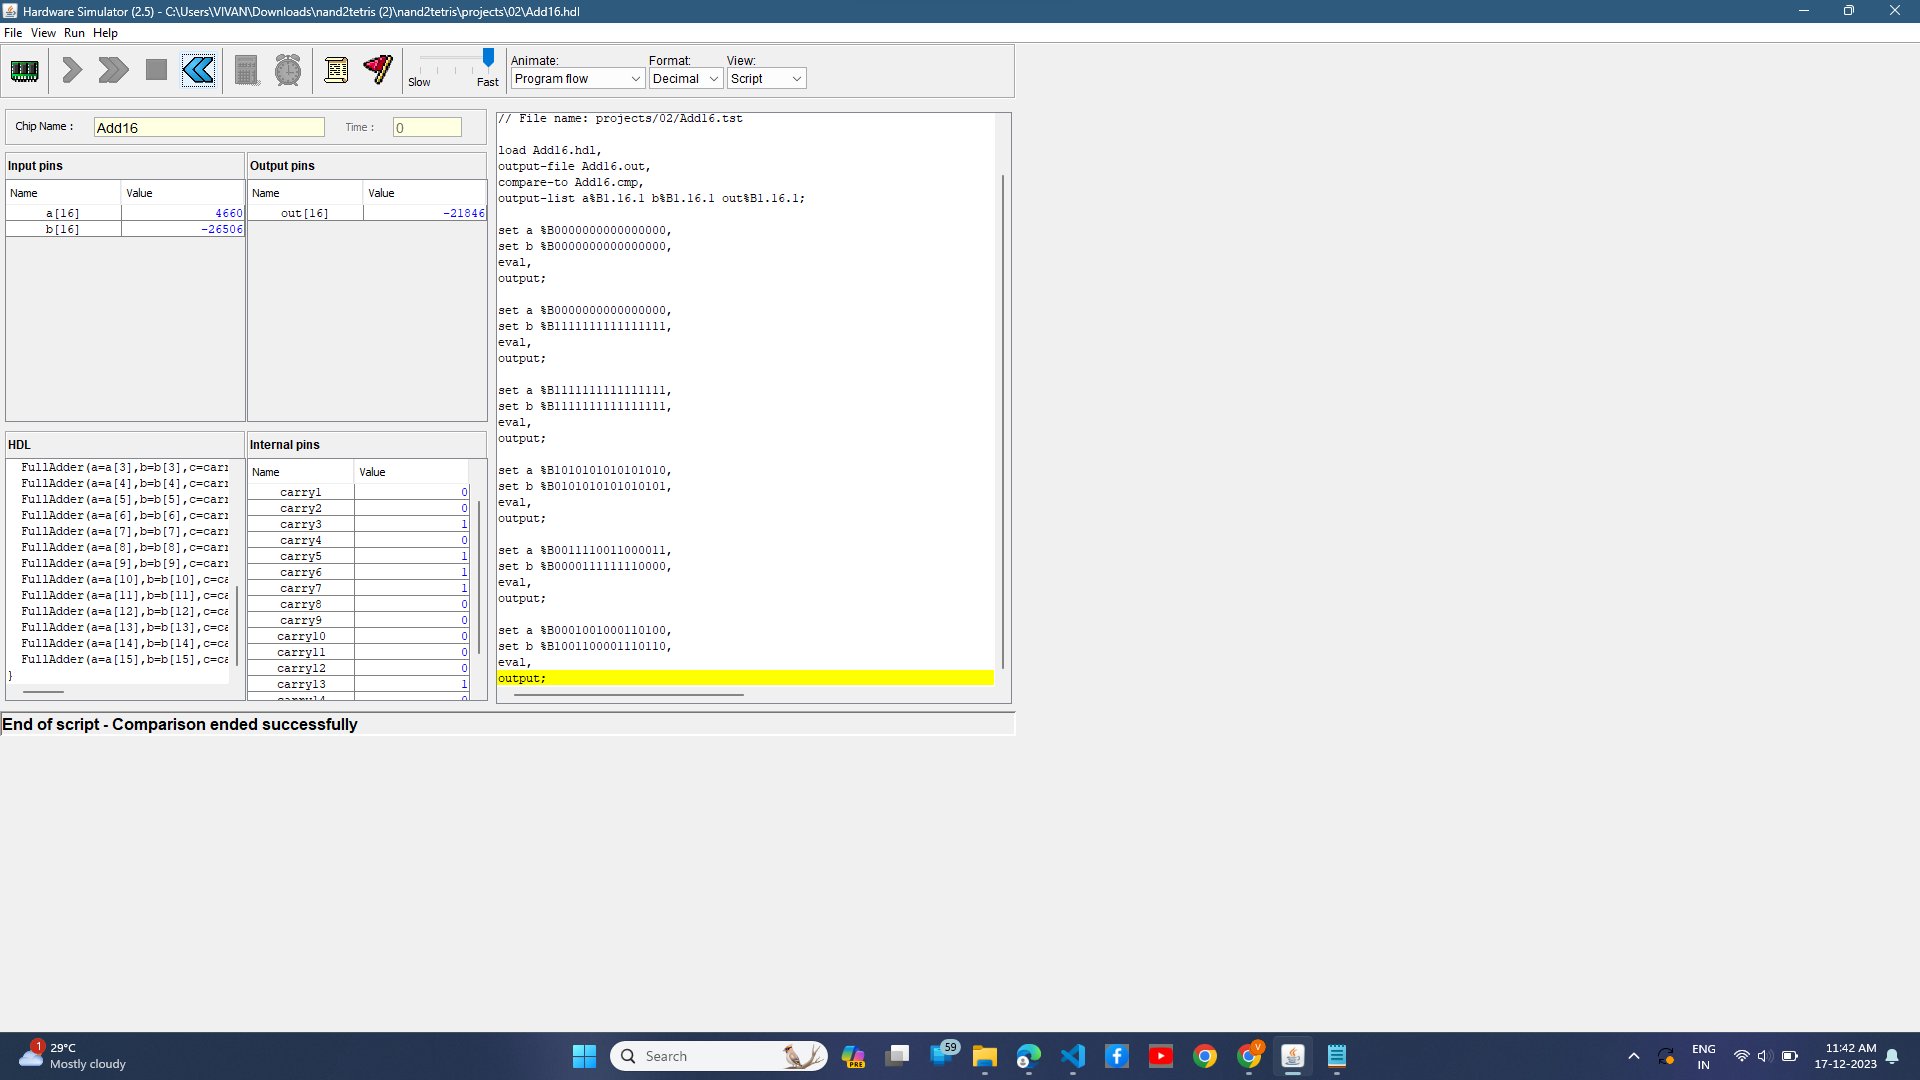 Hardware Simulator (2.5) - C:\Users\VIVAN\Downloads\nand2tetris (2)\nand2tetris\projects\02\Add16.hdl
File View Run Help
Slow Fast
Animate: Format: View:
Program flow Decimal Script
Chip Name : Add16 Time : 0
Input pins
Name Value
a[16] 4660
b[16] -26506
Output pins
Name Value
out[16] -21846
HDL
FullAdder(a=a[3],b=b[3],c=carr
FullAdder(a=a[4],b=b[4],c=carr
FullAdder(a=a[5],b=b[5],c=carr
FullAdder(a=a[6],b=b[6],c=carr
FullAdder(a=a[7],b=b[7],c=carr
FullAdder(a=a[8],b=b[8],c=carr
FullAdder(a=a[9],b=b[9],c=carr
FullAdder(a=a[10],b=b[10],c=ca
FullAdder(a=a[11],b=b[11],c=ca
FullAdder(a=a[12],b=b[12],c=ca
FullAdder(a=a[13],b=b[13],c=ca
FullAdder(a=a[14],b=b[14],c=ca
FullAdder(a=a[15],b=b[15],c=ca
}
Internal pins
Name Value
carry1 0
carry2 0
carry3 1
carry4 0
carry5 1
carry6 1
carry7 1
carry8 0
carry9 0
carry10 0
carry11 0
carry12 0
carry13 1
carry14 0
// File name: projects/02/Add16.tst
load Add16.hdl,
output-file Add16.out,
compare-to Add16.cmp,
output-list a%B1.16.1 b%B1.16.1 out%B1.16.1;
set a %B0000000000000000,
set b %B0000000000000000,
eval,
output;
set a %B0000000000000000,
set b %B1111111111111111,
eval,
output;
set a %B1111111111111111,
set b %B1111111111111111,
eval,
output;
set a %B1010101010101010,
set b %B0101010101010101,
eval,
output;
set a %B0011110011000011,
set b %B0000111111110000,
eval,
output;
set a %B0001001000110100,
set b %B1001100001110110,
eval,
output;
End of script - Comparison ended successfully
1
29°C
Mostly cloudy
Search
PRE
59
V
ENG
IN
11:42 AM
17-12-2023